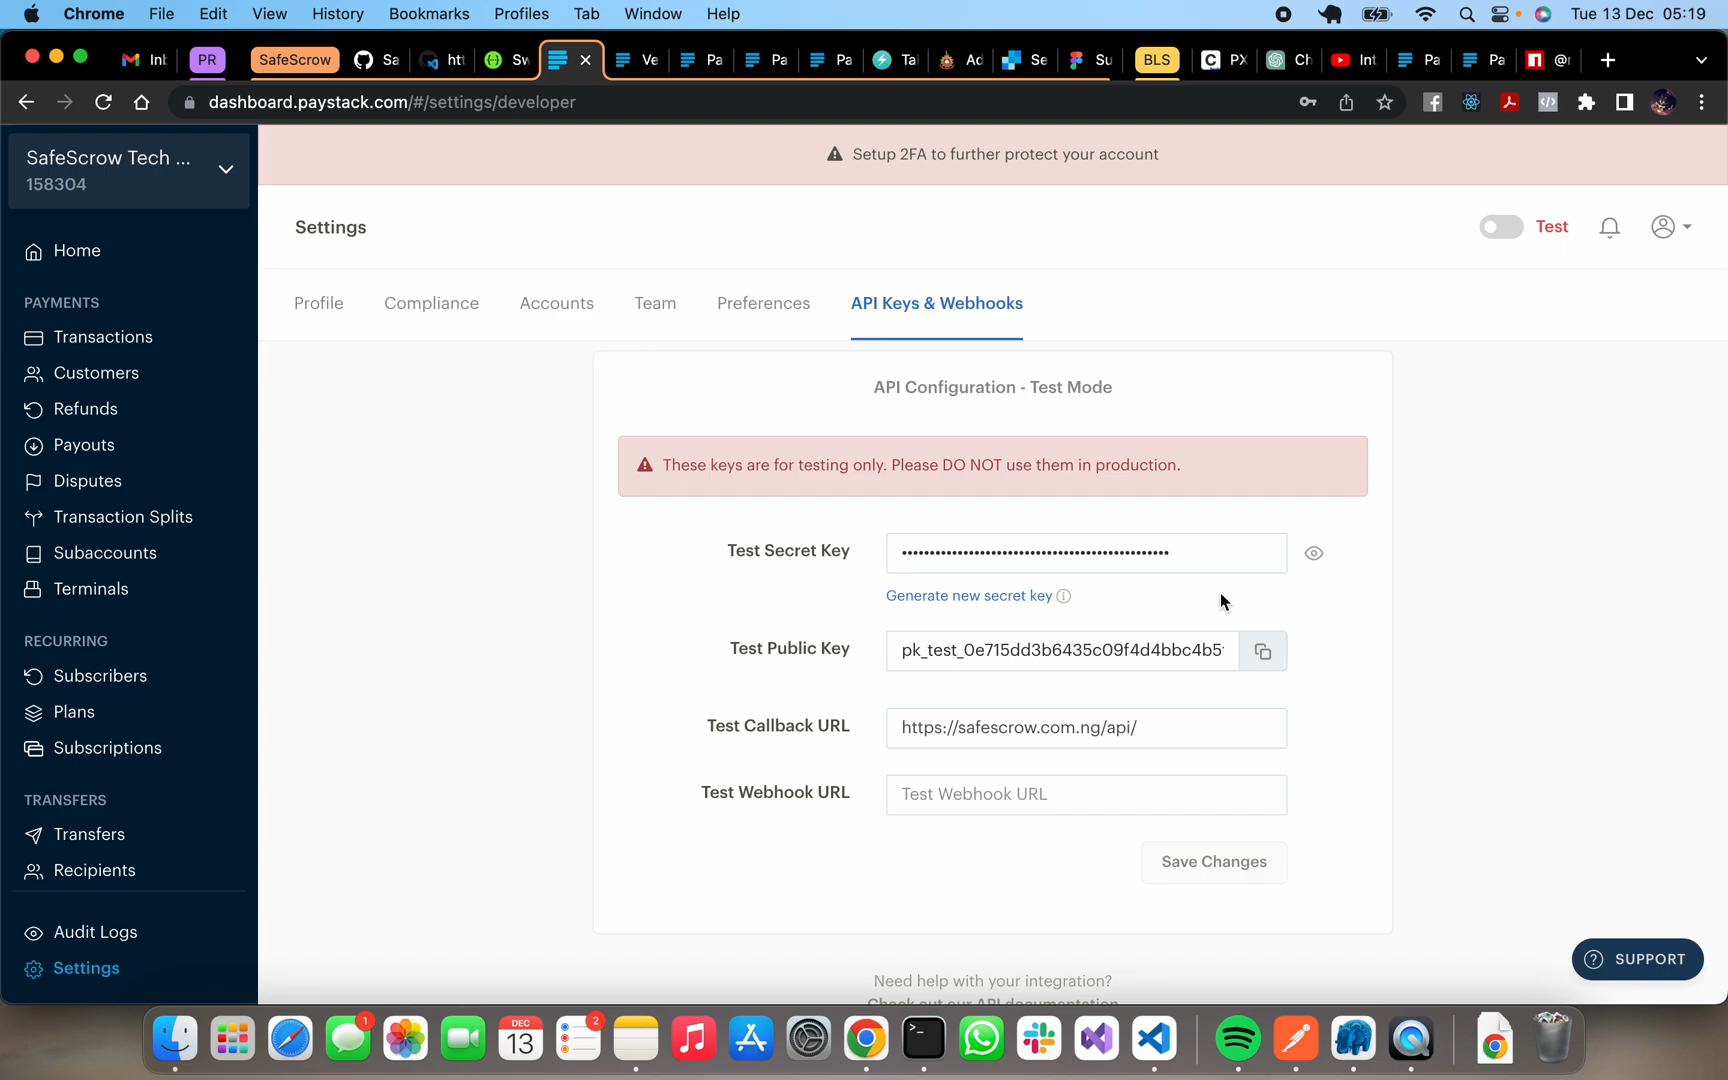 Chrome File Edit View History Bookmarks Profiles Tab Window Help Tue 13 Dec 05:19
Inb PR SafeScrow Sa htt Sw Ve Pa Pa Pa Tal Ad Se Su BLS PX Ch Int Pa Pa @r
dashboard.paystack.com/#/settings/developer
SafeScrow Tech ...
158304
Setup 2FA to further protect your account
Settings
Test
Home
Profile Compliance Accounts Team Preferences API Keys & Webhooks
PAYMENTS
Transactions
Customers
Refunds
Payouts
Disputes
Transaction Splits
Subaccounts
Terminals
RECURRING
Subscribers
Plans
Subscriptions
TRANSFERS
Transfers
Recipients
Audit Logs
Settings
API Configuration - Test Mode
These keys are for testing only. Please DO NOT use them in production.
Test Secret Key
Generate new secret key
Test Public Key pk_test_0e715dd3b6435c09f4d4bbc4b5
Test Callback URL https://safescrow.com.ng/api/
Test Webhook URL Test Webhook URL
Save Changes
Need help with your integration?
Check out our API documentation
SUPPORT
1
DEC
13
2